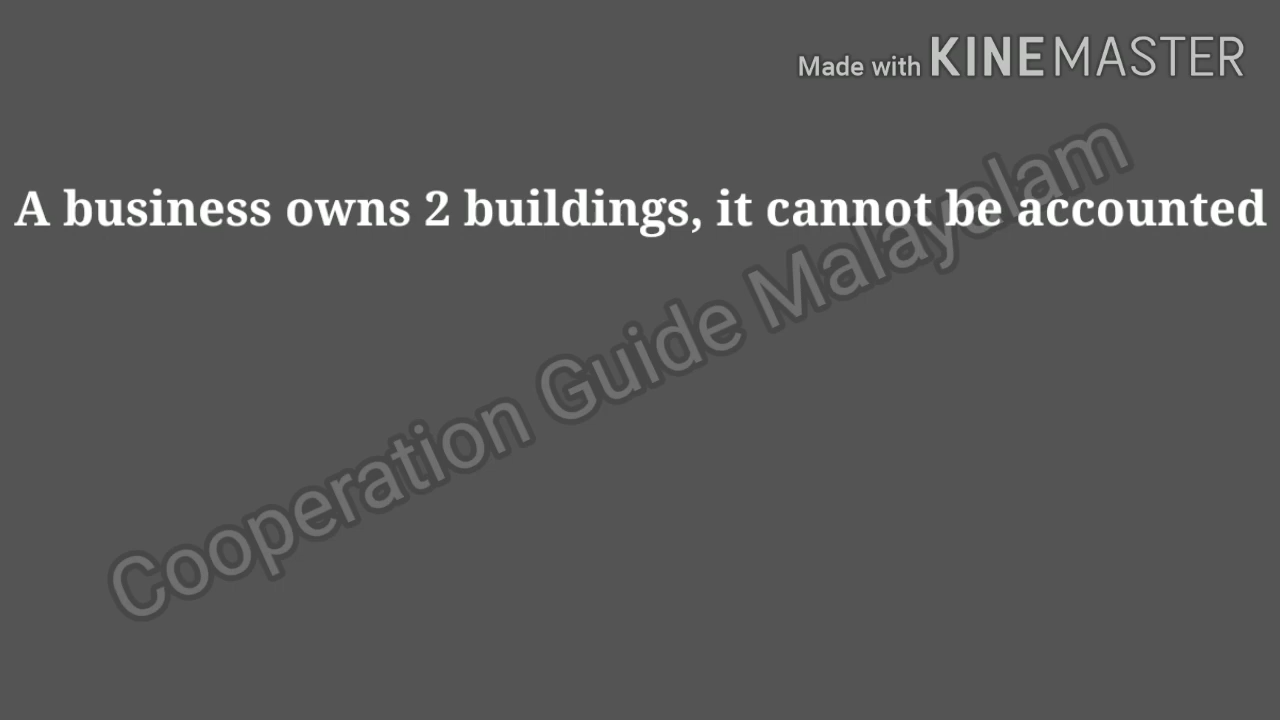 Made with KINEMASTER
A business owns 2 buildings, it cannot be accounted
Cooperation Guide Malayalam